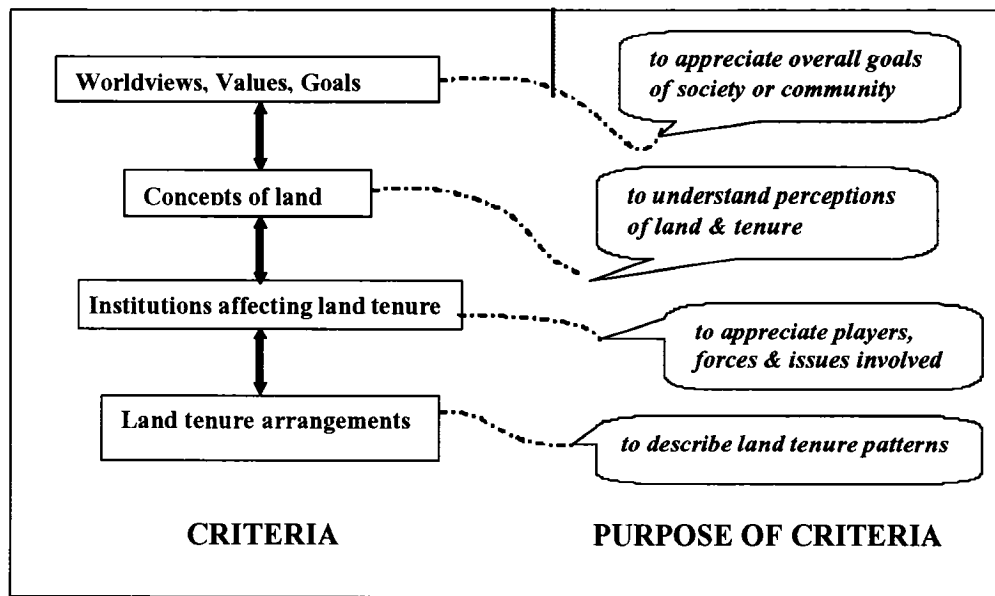 Worldviews, Values, Goals
to appreciate overall goals
of society or community
Concepts of land
to understand perceptions
of land & tenure
Institutions affecting land tenure
to appreciate players,
forces & issues involved
Land tenure arrangements
to describe land tenure patterns
CRITERIA
PURPOSE OF CRITERIA